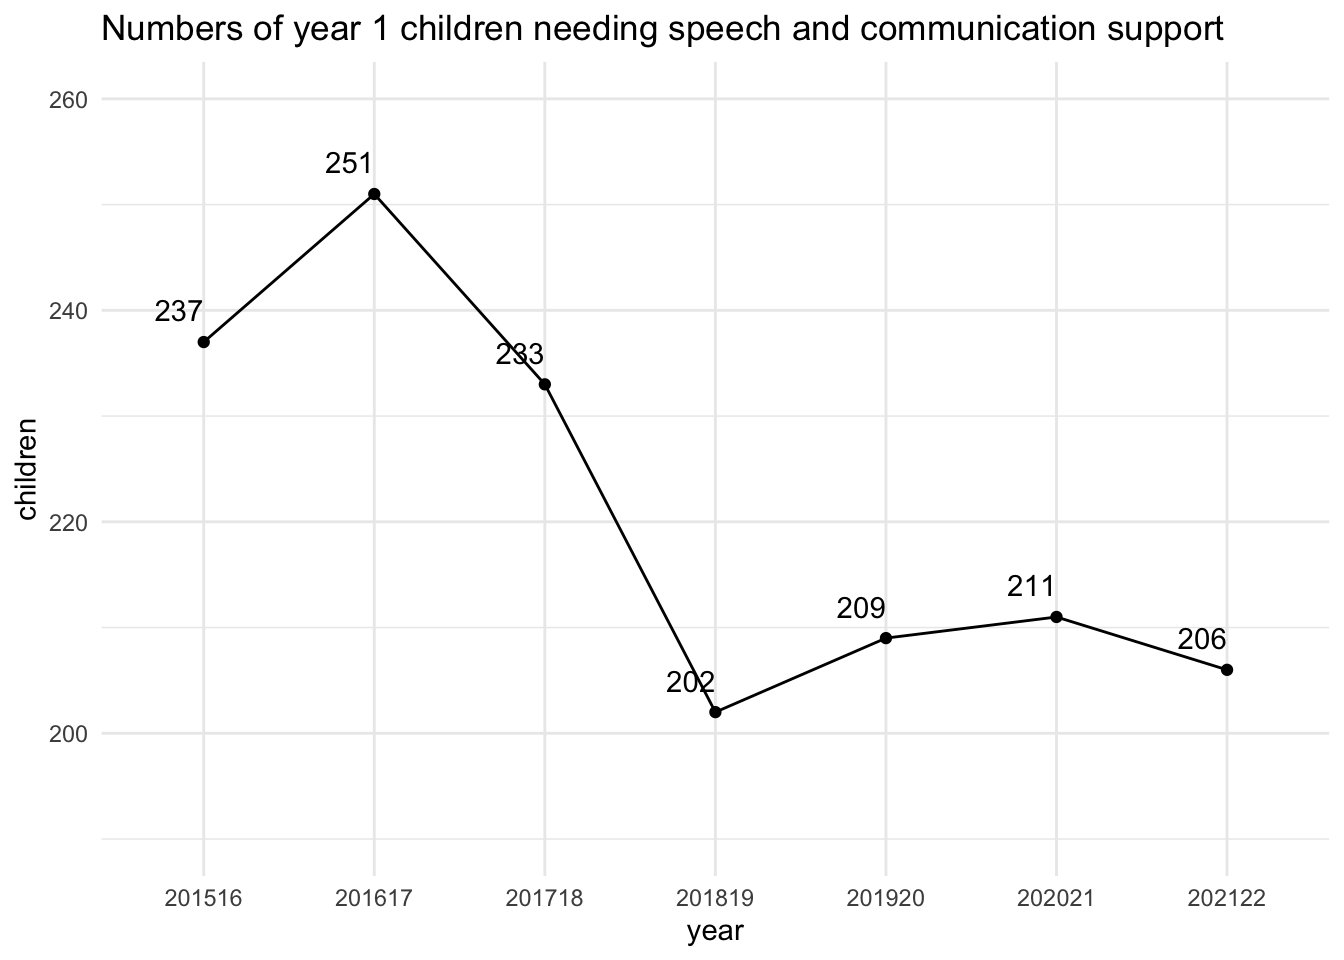 Numbers of year 1 children needing speech and communication support
260
251
237
240
233
children
220
211
209
206
202
200
201516 201617 201718 201819 201920 202021 202122
year